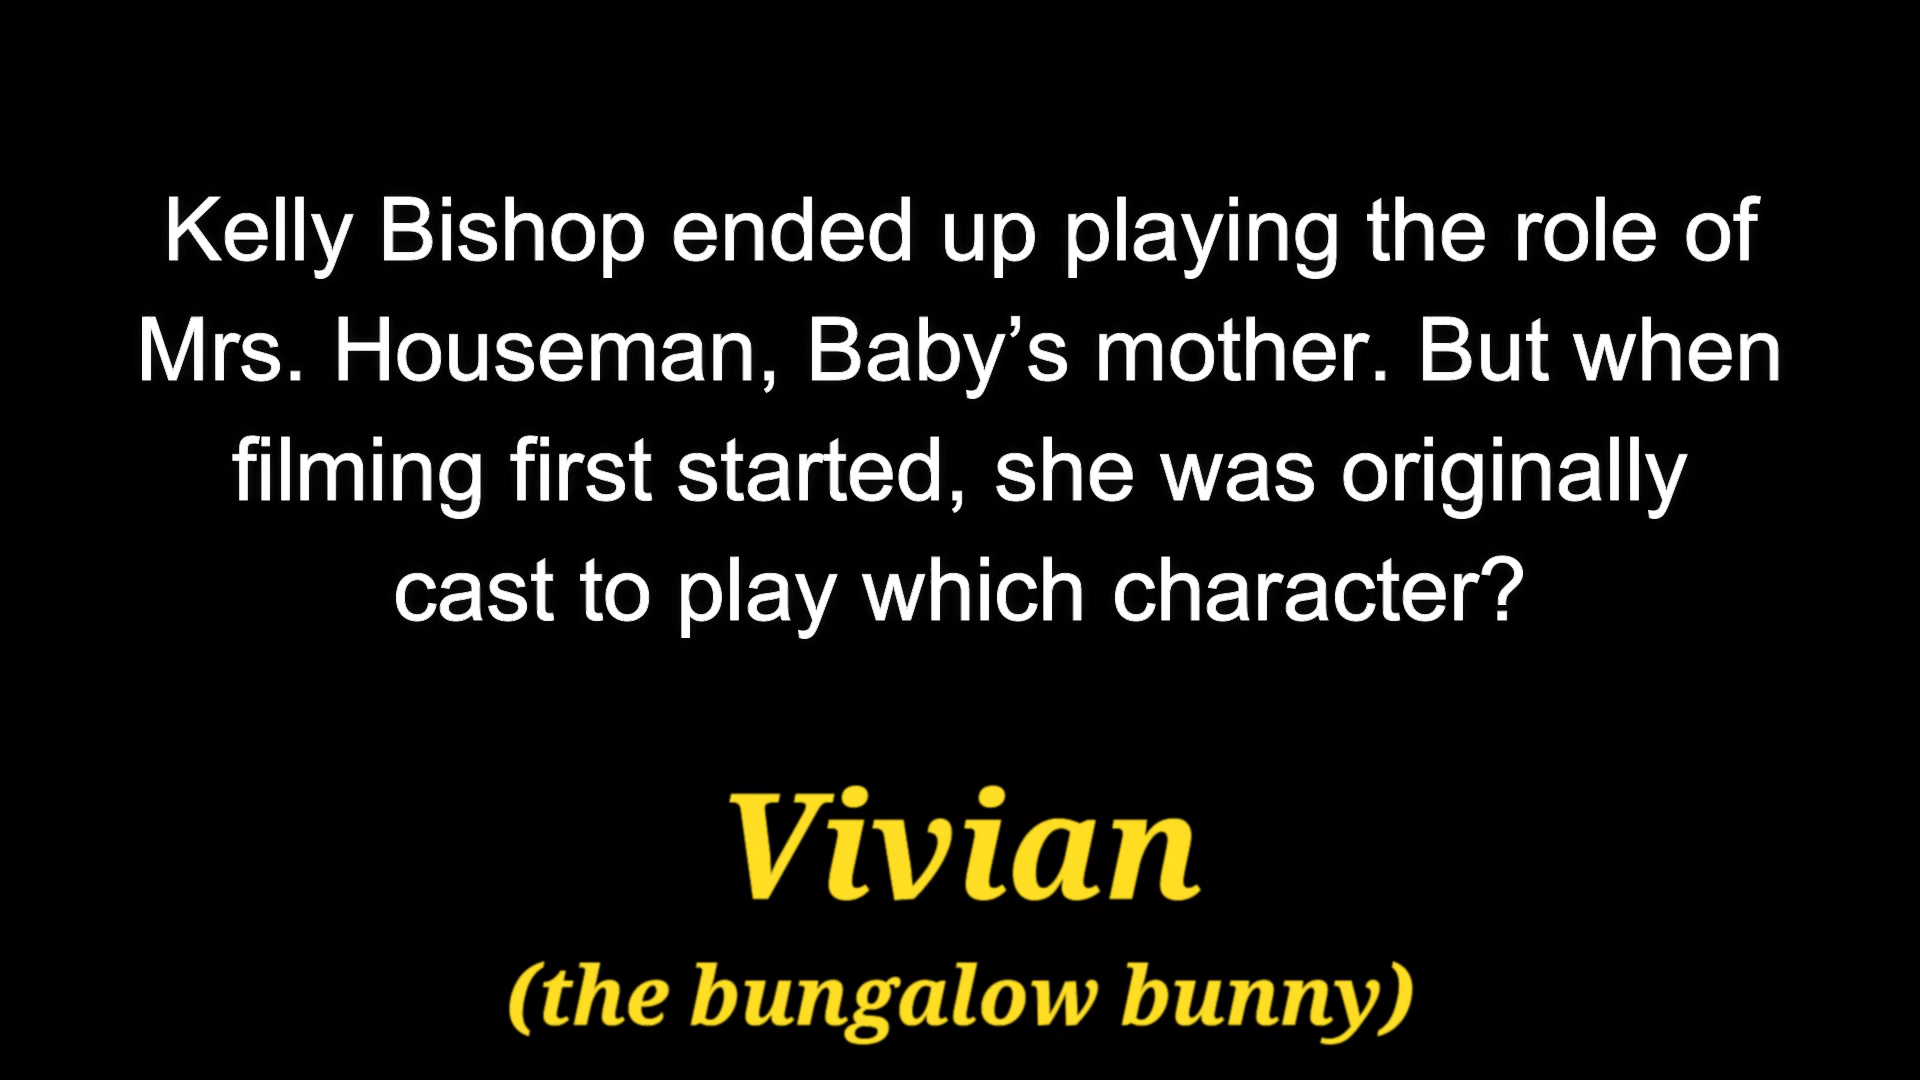 Kelly Bishop ended up playing the role of
Mrs. Houseman, Baby’s mother. But when
filming first started, she was originally
cast to play which character?
Vivian
(the bungalow bunny)